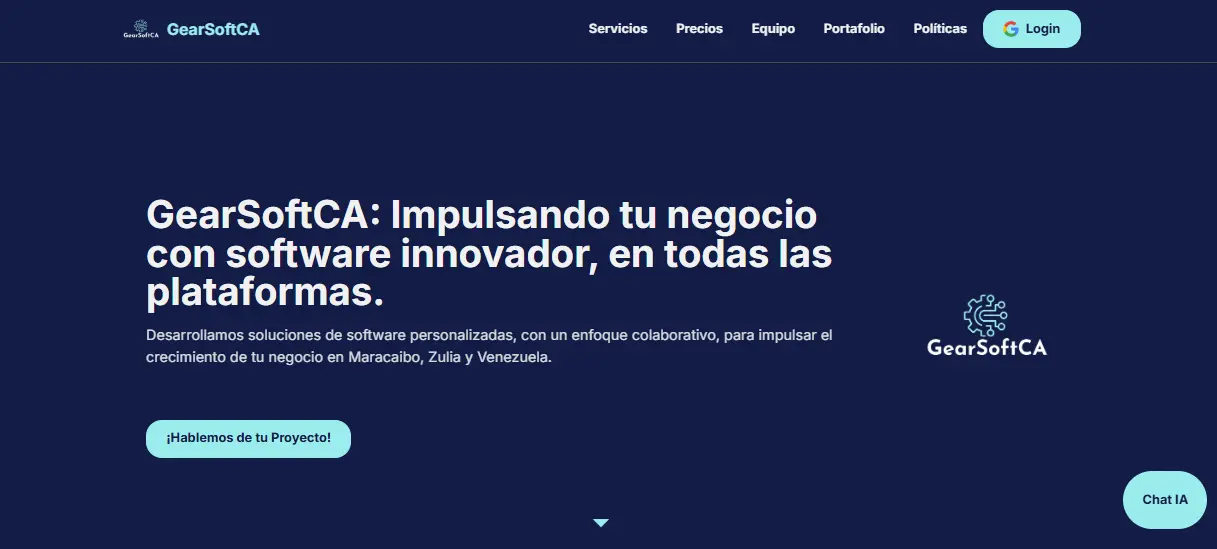 GearSoftCA
GearSoftCA
Servicios
Precios
Equipo
Portafolio
Políticas
Login
GearSoftCA: Impulsando tu negocio
con software innovador, en todas las
plataformas.
Desarrollamos soluciones de software personalizadas, con un enfoque colaborativo, para impulsar el
crecimiento de tu negocio en Maracaibo, Zulia y Venezuela.
GearSoftCA
¡Hablemos de tu Proyecto!
Chat IA